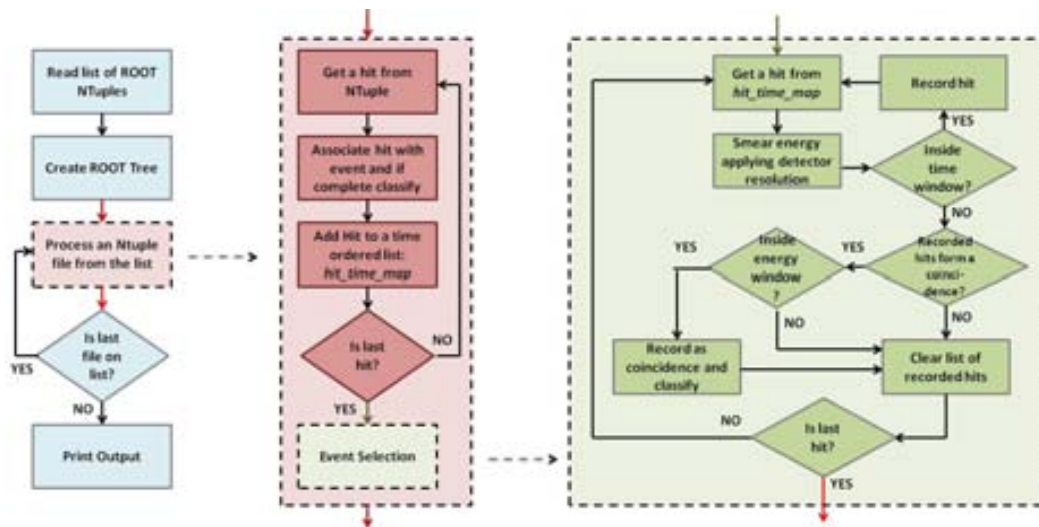 Read list of ROOT
NTuples
Create ROOT Tree
Process an Ntuple
file from the list
Is last
file on
list?
YES
NO
Print Output
Get a hit from
NTuple
Associate hit with
event and if
complete classify
Add Hit to a time
ordered list:
hit_time_map
Is last
hit?
NO
YES
Event Selection
Get a hit from
hit_time_map
Record hit
YES
Smear energy
applying detector
resolution
Inside
time
window?
NO
Recorded
hits form a
coinci-
dence?
YES
Inside
energy
window
?
YES
NO
NO
Record as
coincidence and
classify
Clear list of
recorded hits
Is last
hit?
NO
YES